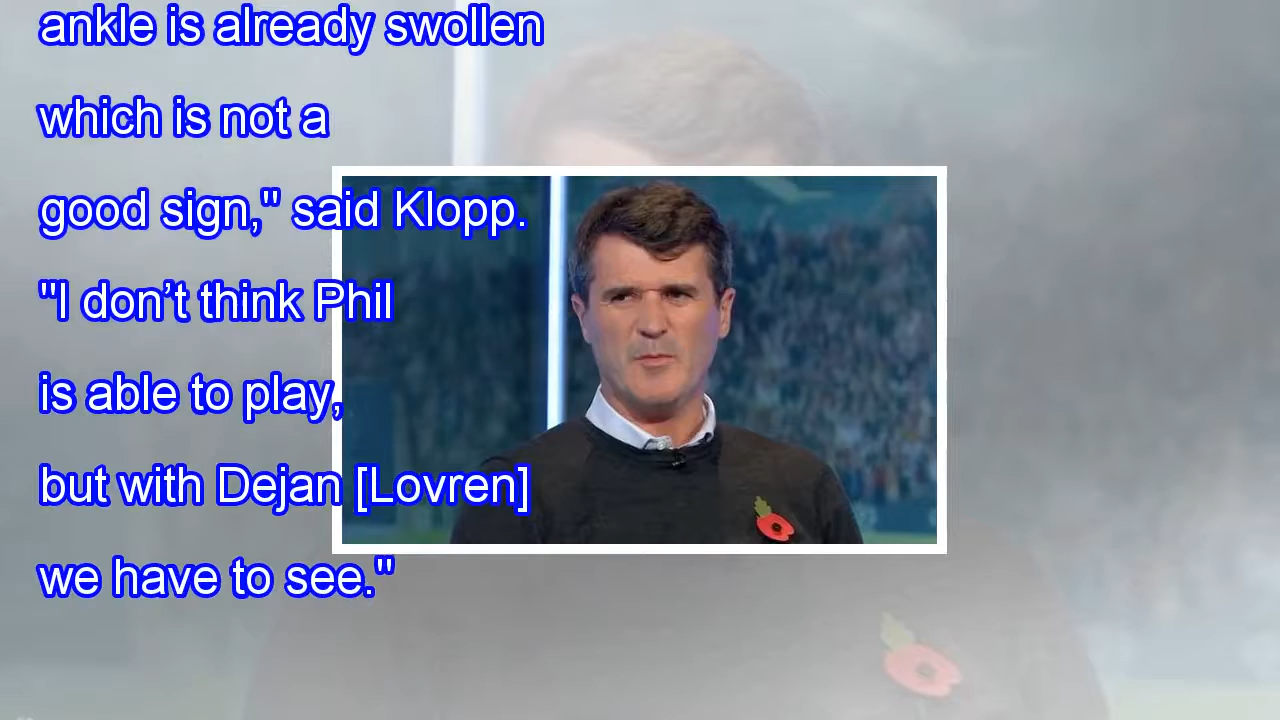 ankle is already swollen
which is not a
good sign," said Klopp.
"I don’t think Phil
is able to play,
but with Dejan [Lovren]
we have to see."